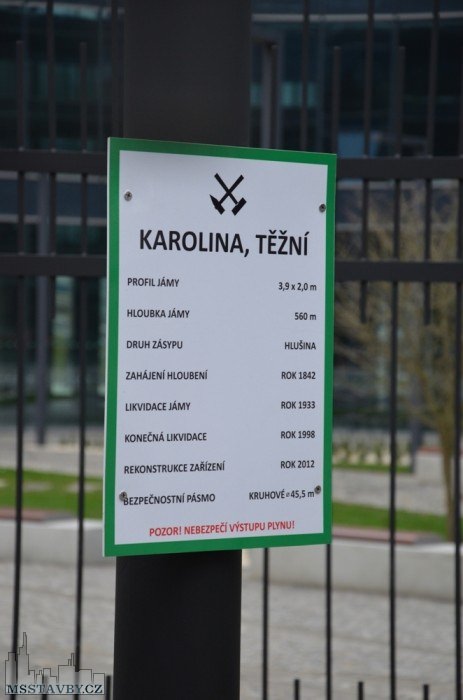 KAROLINA, TĚŽNÍ
PROFIL JÁMY 3,9 x 2,0 m
HLOUBKA JÁMY 560 m
DRUH ZÁSYPU HLUŠINA
ZAHÁJENÍ HLOUBENÍ ROK 1842
LIKVIDACE JÁMY ROK 1933
KONEČNÁ LIKVIDACE ROK 1998
REKONSTRUKCE ZAŘÍZENÍ ROK 2012
BEZPEČNOSTNÍ PÁSMO KRUHOVÉ ⌀ 45,5 m
POZOR! NEBEZPEČÍ VÝSTUPU PLYNU!
MSSTAVBY.CZ